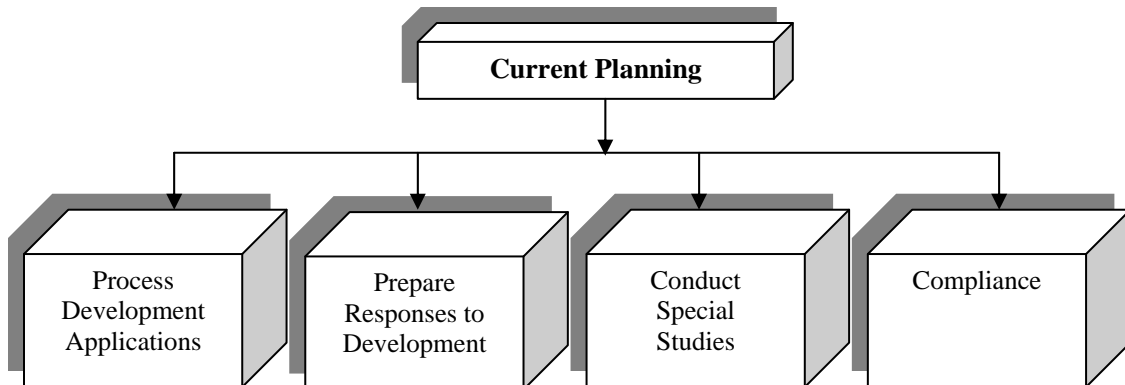 Current Planning
Process
Development
Applications
Prepare
Responses to
Development
Conduct
Special
Studies
Compliance